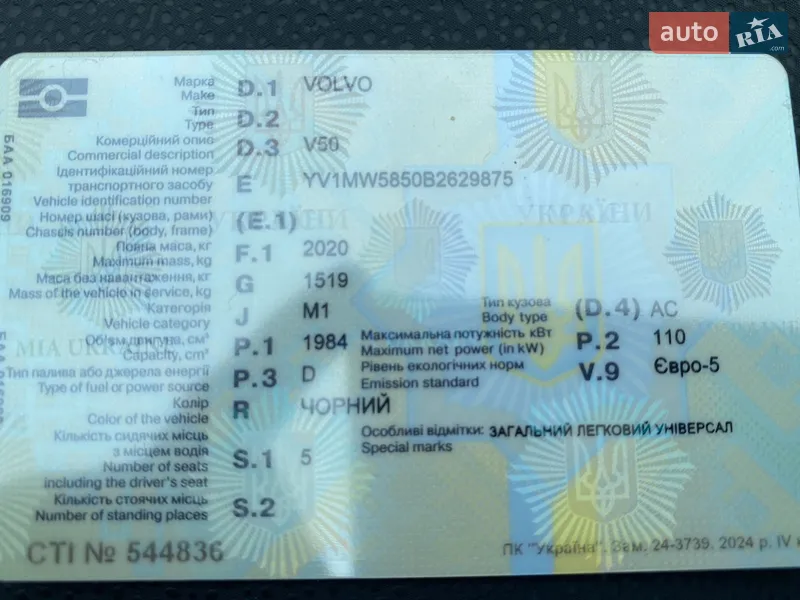 auto RIA .com
Марка
Make D.1 VOLVO
Тип
Type D.2
Комерційний опис
Commercial description D.3 V50
Ідентифікаційний номер
транспортного засобу E YV1MW5850B2629875
Vehicle identification number
Номер шасі (кузова, рами) (E.1)
Chassis number (body, frame)
Повна маса, кг F.1 2020
Maximum mass, kg
Маса без навантаження, кг G 1519
Mass of the vehicle in service, kg
Категорія J M1
Vehicle category
Тип кузова (D.4) AC
Body type
Об'єм двигуна, см³ P.1 1984
Capacity, cm³
Максимальна потужність кВт P.2 110
Maximum net power (in kW)
Тип палива або джерела енергії P.3 D
Type of fuel or power source
Рівень екологічних норм V.9 Євро-5
Emission standard
Колір R ЧОРНИЙ
Color of the vehicle
Особливі відмітки: ЗАГАЛЬНИЙ ЛЕГКОВИЙ УНІВЕРСАЛ
Special marks
Кількість сидячих місць
з місцем водія S.1 5
Number of seats
including the driver's seat
Кількість стоячих місць S.2
Number of standing places
СТІ № 544836
ПК "Україна". Зам. 24-3739. 2024 р. IV к
БАА 016909
УКРАЇНИ
MIA UKRAINE